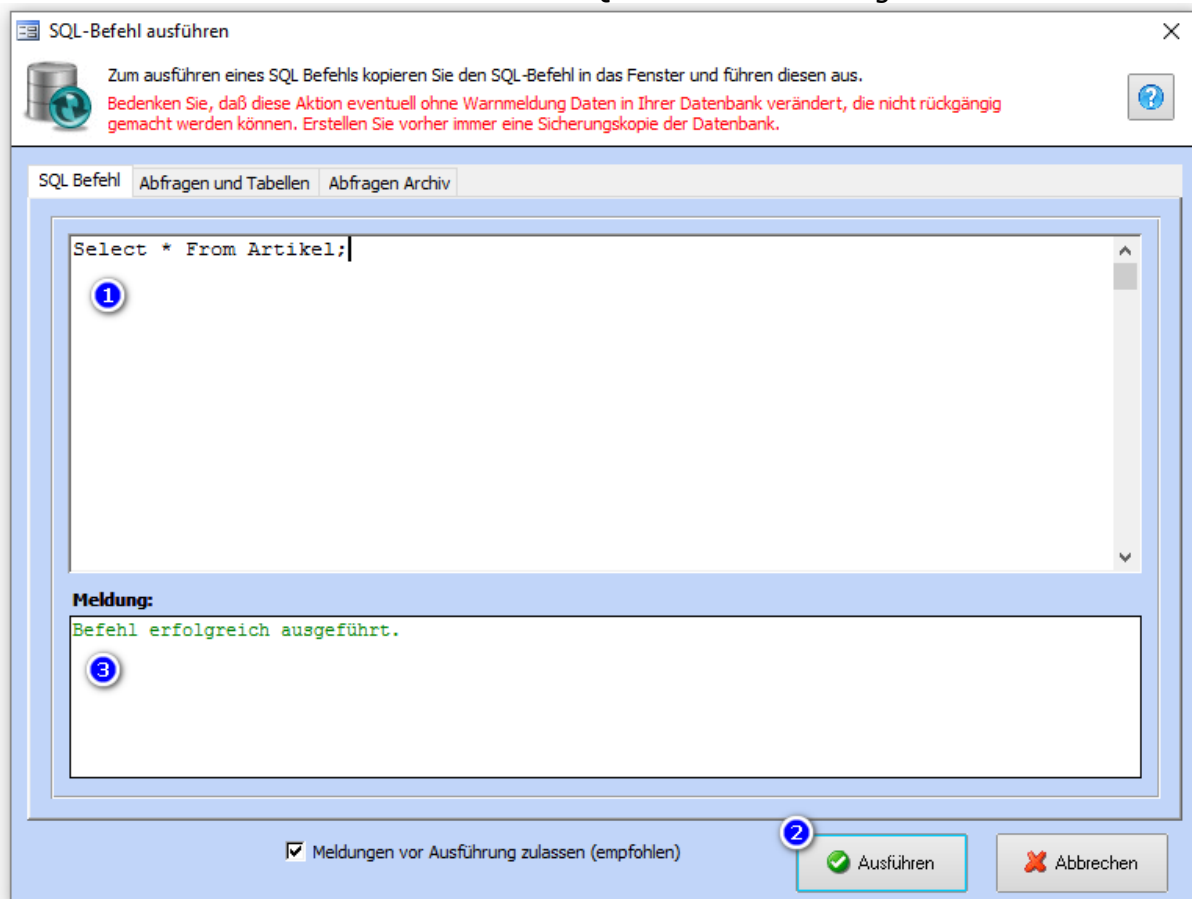 SQL-Befehl ausführen
Zum ausführen eines SQL Befehls kopieren Sie den SQL-Befehl in das Fenster und führen diesen aus.
Bedenken Sie, daß diese Aktion eventuell ohne Warnmeldung Daten in Ihrer Datenbank verändert, die nicht rückgängig
gemacht werden können. Erstellen Sie vorher immer eine Sicherungskopie der Datenbank.
SQL Befehl Abfragen und Tabellen Abfragen Archiv
Select * From Artikel;
1
Meldung:
Befehl erfolgreich ausgeführt.
3
2
Meldungen vor Ausführung zulassen (empfohlen)
Ausführen
Abbrechen